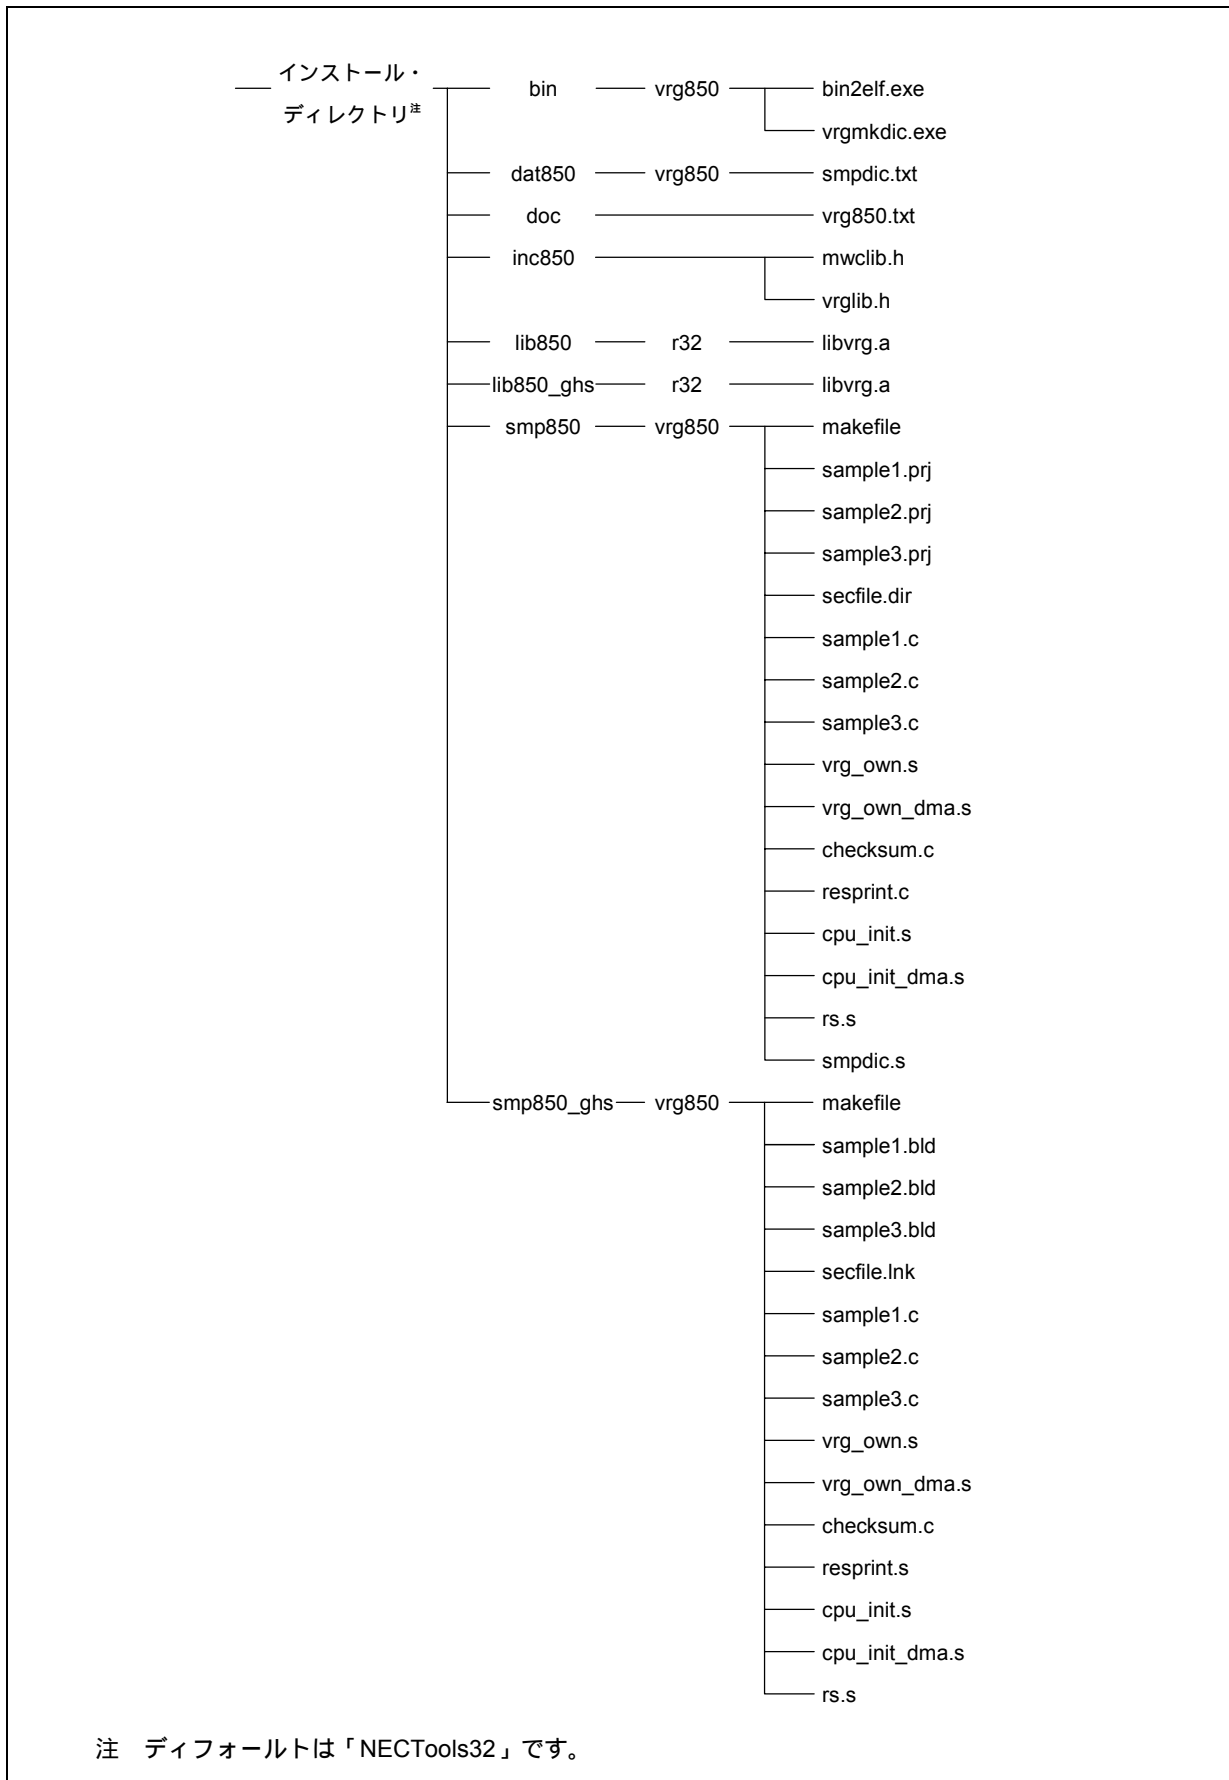 インストール・
ディレクトリ注
bin vrg850 bin2elf.exe
vrgmkdic.exe
dat850 vrg850 smpdic.txt
doc vrg850.txt
inc850 mwclib.h
vrglib.h
lib850 r32 libvrg.a
lib850_ghs r32 libvrg.a
smp850 vrg850 makefile
sample1.prj
sample2.prj
sample3.prj
secfile.dir
sample1.c
sample2.c
sample3.c
vrg_own.s
vrg_own_dma.s
checksum.c
resprint.c
cpu_init.s
cpu_init_dma.s
rs.s
smpdic.s
smp850_ghs vrg850 makefile
sample1.bld
sample2.bld
sample3.bld
secfile.lnk
sample1.c
sample2.c
sample3.c
vrg_own.s
vrg_own_dma.s
checksum.c
resprint.s
cpu_init.s
cpu_init_dma.s
rs.s
注　ディフォールトは「NECTools32」です。